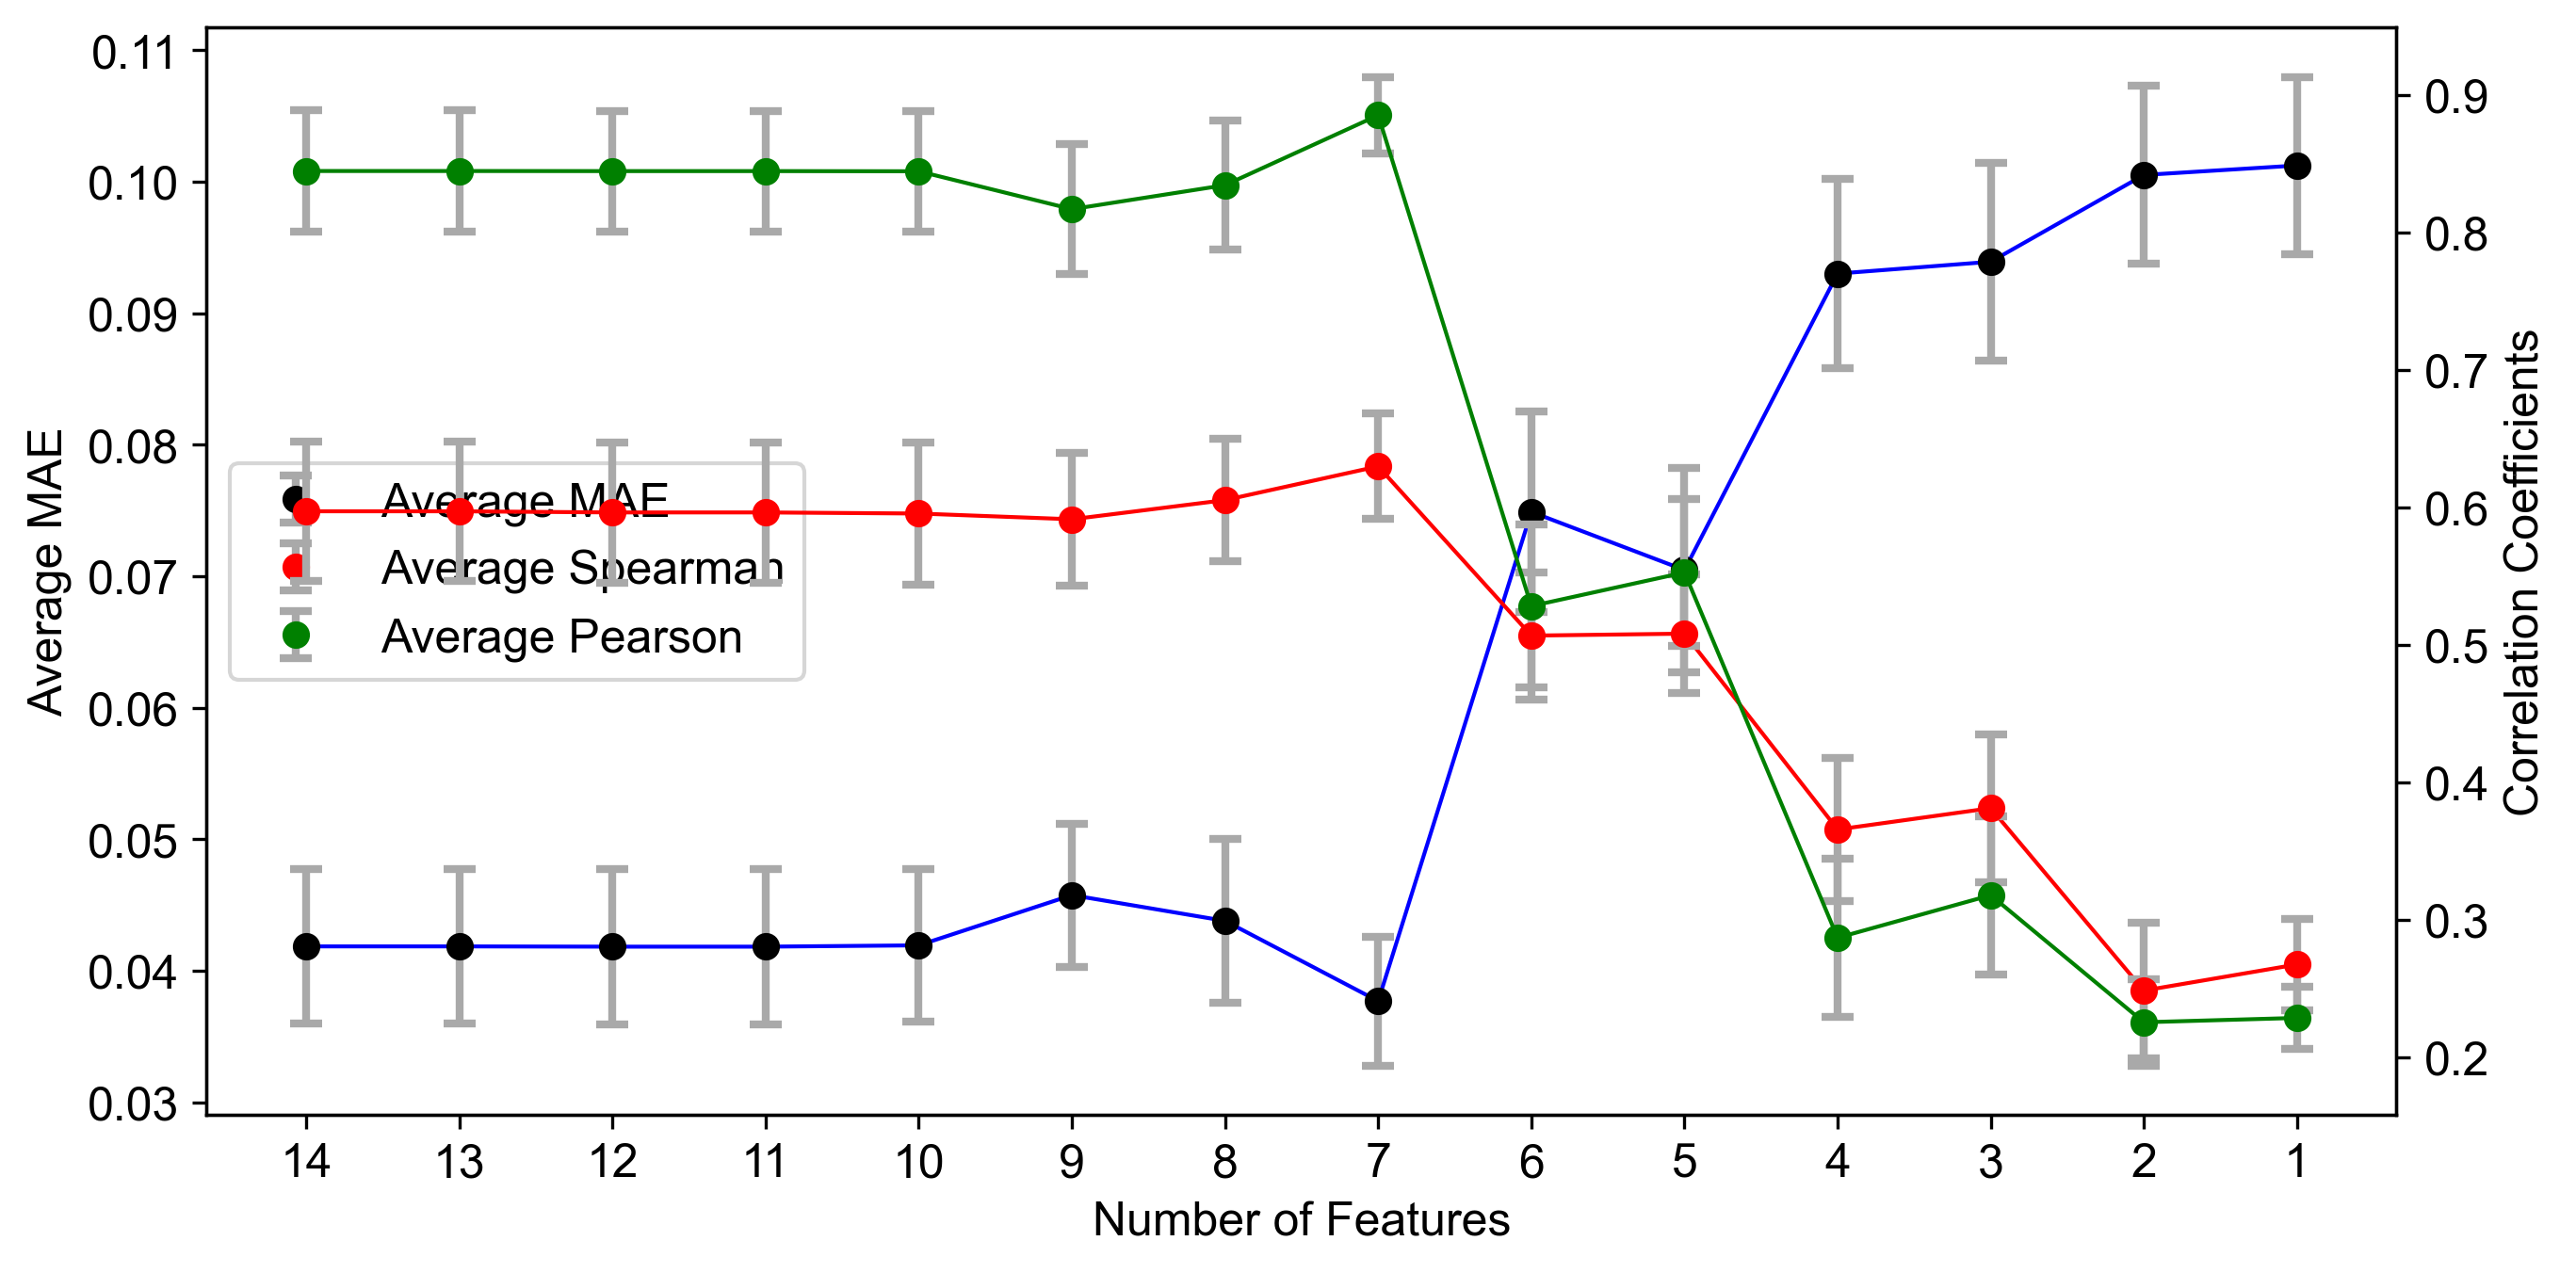 0.11
0.10
0.09
0.08
0.07
0.06
0.05
0.04
0.03
Average MAE
Average MAE
Average Spearman
Average Pearson
0.9
0.8
0.7
0.6
0.5
0.4
0.3
0.2
Correlation Coefficients
14 13 12 11 10 9 8 7 6 5 4 3 2 1
Number of Features